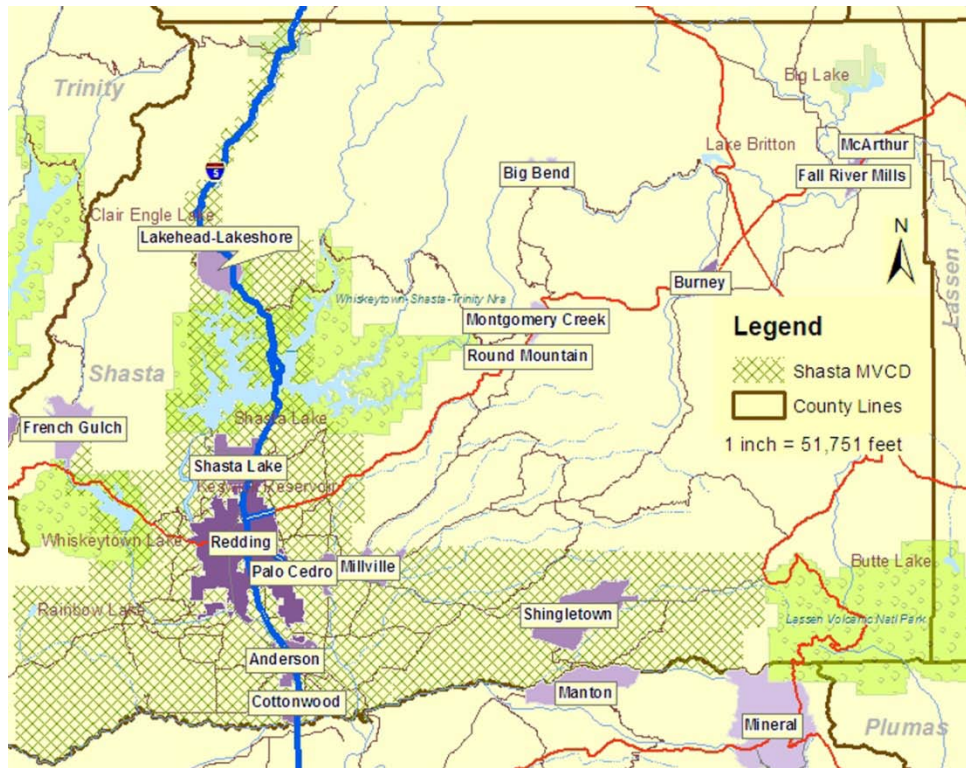 Trinity
Big Lake
5
Lake Britton
McArthur
Big Bend
Fall River Mills
Clair Engle Lake
Lakehead-Lakeshore
N
Lassen
Burney
Whiskeytown-Shasta-Trinity Nra
Montgomery Creek
Legend
Round Mountain
Shasta
Shasta MVCD
County Lines
French Gulch
Shasta Lake
1 inch = 51,751 feet
Shasta Lake
Keswick Reservoir
Whiskeytown Lake
Redding
Palo Cedro
Millville
Butte Lake
Rainbow Lake
Shingletown
Lassen Volcanic Natl Park
Anderson
Manton
Cottonwood
Mineral
Plumas